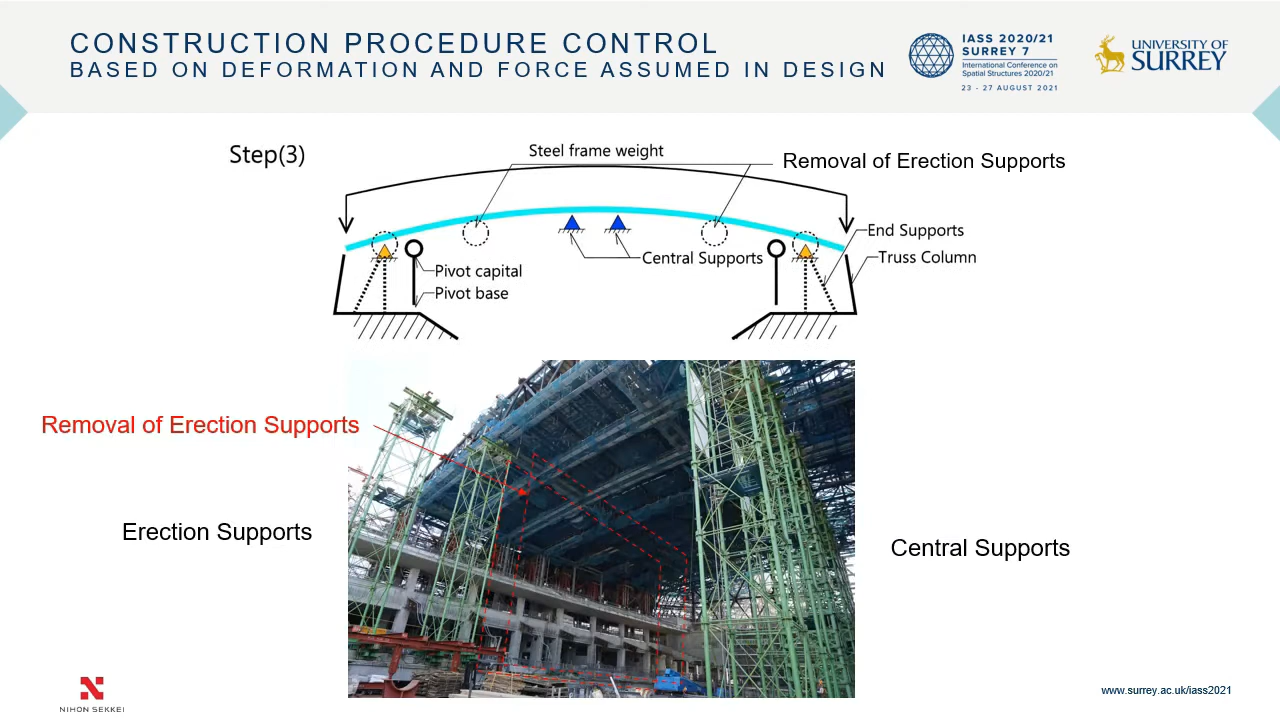 CONSTRUCTION PROCEDURE CONTROL
BASED ON DEFORMATION AND FORCE ASSUMED IN DESIGN
IASS 2020/21
SURREY 7
International Conference on
Spatial Structures 2020/21
23 - 27 AUGUST 2021
UNIVERSITY OF
SURREY
Step(3)
Steel frame weight
Removal of Erection Supports
End Supports
Central Supports
Truss Column
Pivot capital
Pivot base
Removal of Erection Supports
Erection Supports
Central Supports
NIHON SEKKEI
www.surrey.ac.uk/iass2021